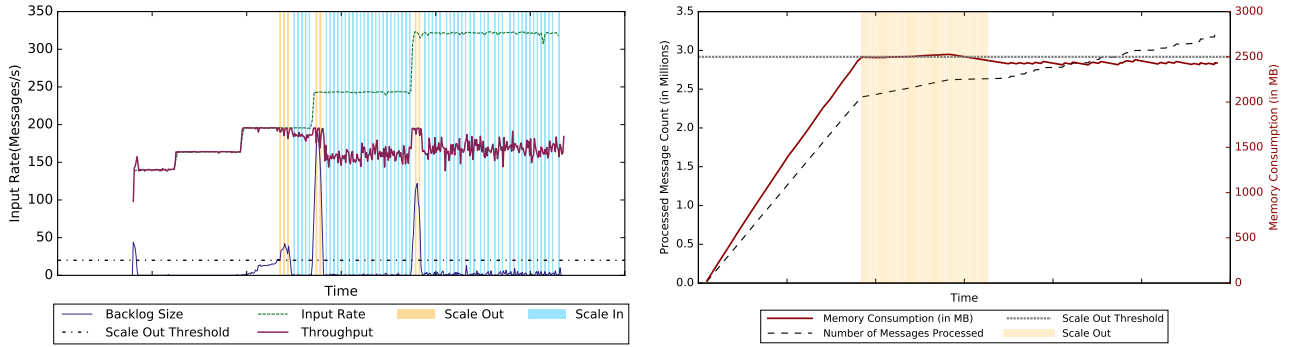 350
300
250
200
150
100
50
0
Input Rate(Messages/s)
Time
Backlog Size
Scale Out Threshold
Input Rate
Throughput
Scale Out
Scale In
3.5
3.0
2.5
2.0
1.5
1.0
0.5
0.0
Processed Message Count (in Millions)
3000
2500
2000
1500
1000
500
0
Memory Consumption (in MB)
Time
Memory Consumption (in MB)
Number of Messages Processed
Scale Out Threshold
Scale Out